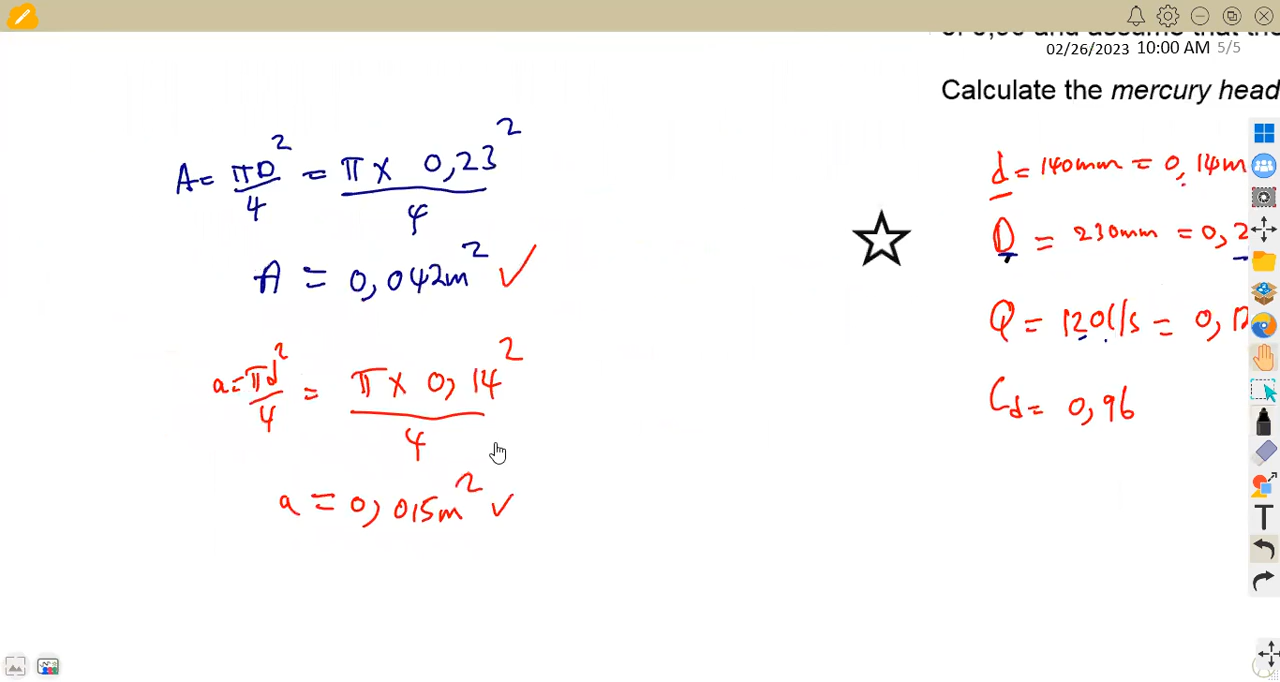 02/26/2023 10:00 AM 5/5
Calculate the mercury head
A = πD²/4 = π × 0,23²/4
A = 0,042m² ✓
a = πd²/4 = π × 0,14²/4
a = 0,015m² ✓
d = 140mm = 0,14m
D = 230mm = 0,2
Q = 120l/s = 0,12
Cd = 0,96
T